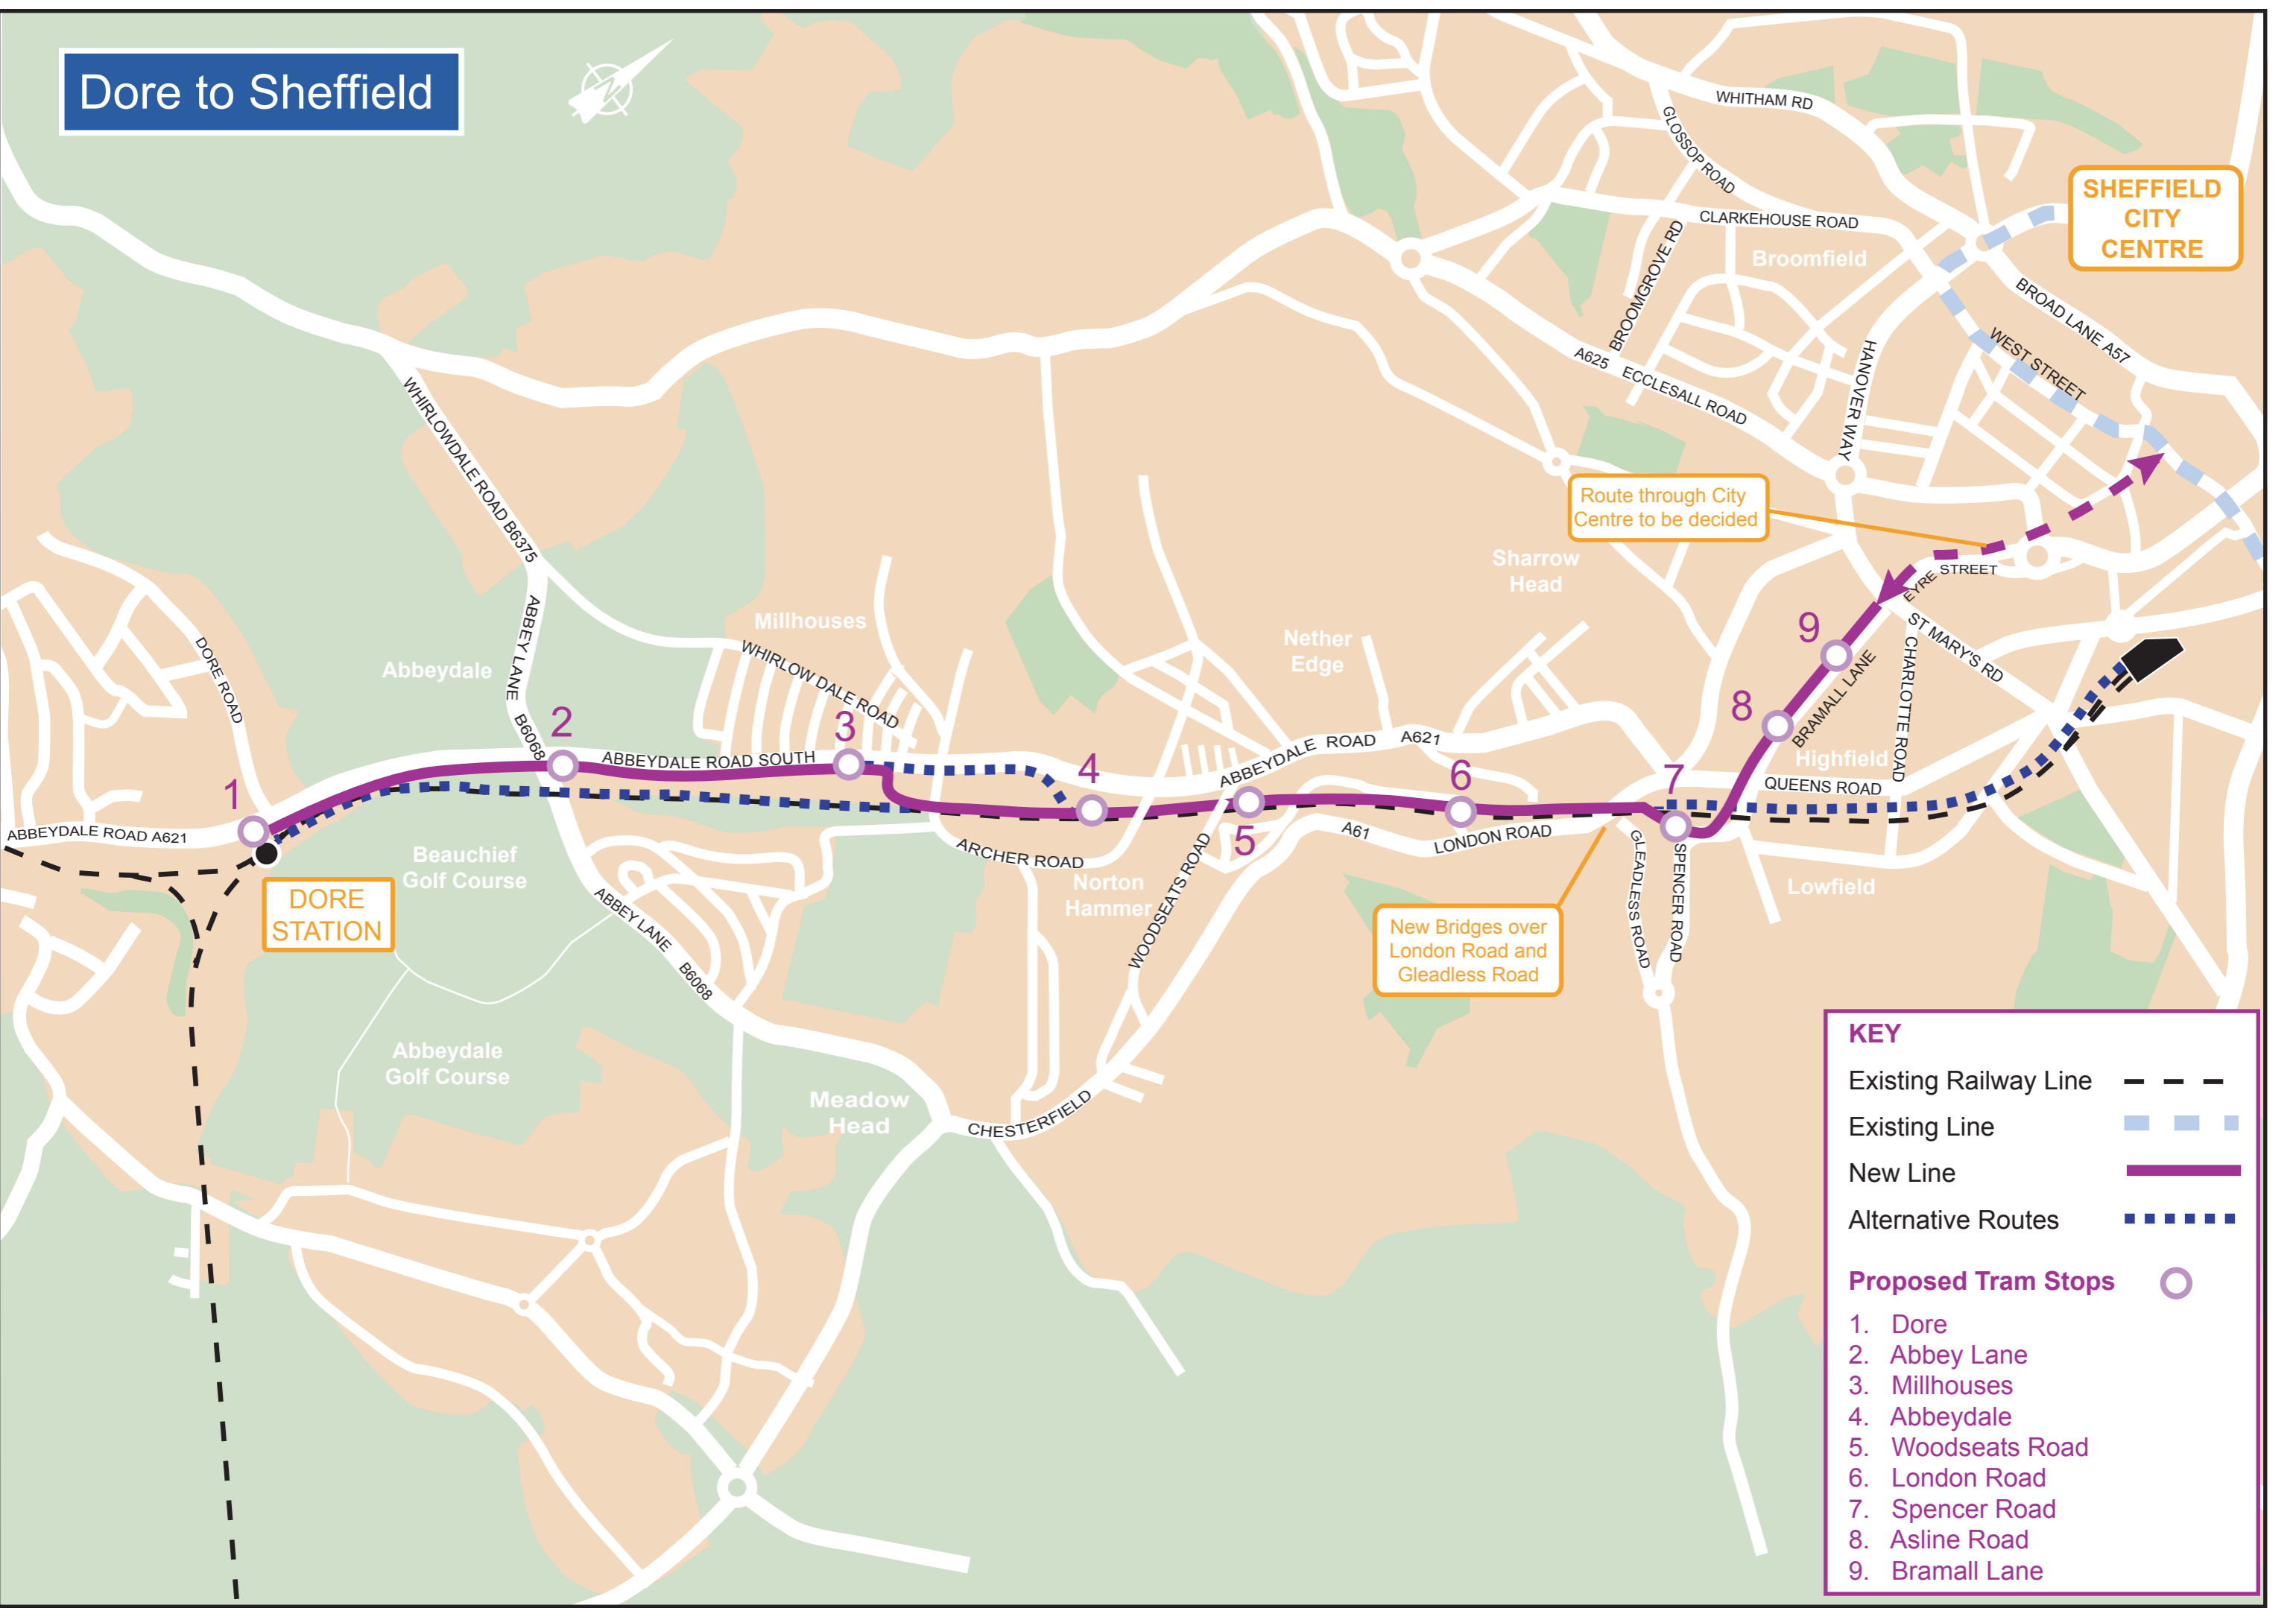 Dore to Sheffield
WHITHAM RD
GLOSSOP ROAD
SHEFFIELD
CITY
CENTRE
CLARKEHOUSE ROAD
BROOMGROVE RD
Broomfield
BROAD LANE A57
WEST STREET
HANOVER WAY
A625 ECCLESALL ROAD
WHIRLOWDALE ROAD B6375
Route through City
Centre to be decided
Sharrow
Head
EYRE STREET
ABBEY LANE
B6068
Millhouses
Nether
Edge
9
ST MARY'S RD
CHARLOTTE ROAD
DORE ROAD
Abbeydale
WHIRLOW DALE ROAD
BRAMALL LANE
8
2
3
ABBEYDALE ROAD SOUTH
ABBEYDALE ROAD A621
Highfield
1
4
6
7
QUEENS ROAD
ABBEYDALE ROAD A621
5
A61
LONDON ROAD
ARCHER ROAD
Beauchief
Golf Course
DORE
STATION
ABBEY LANE
B6068
Norton
Hammer
WOODSEATS ROAD
GLEADLESS ROAD
SPENCER ROAD
Lowfield
New Bridges over
London Road and
Gleadless Road
Abbeydale
Golf Course
Meadow
Head
CHESTERFIELD
KEY
Existing Railway Line
Existing Line
New Line
Alternative Routes
Proposed Tram Stops
1. Dore
2. Abbey Lane
3. Millhouses
4. Abbeydale
5. Woodseats Road
6. London Road
7. Spencer Road
8. Asline Road
9. Bramall Lane